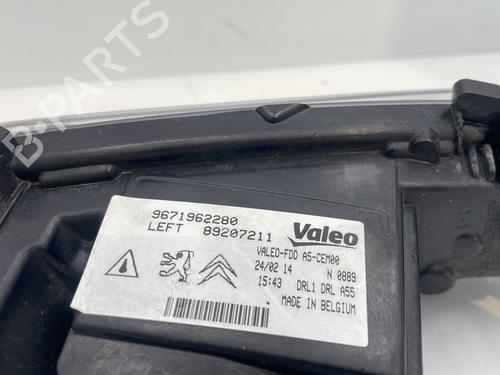 B-PARTS
9671962280
LEFT 89207211
Valeo
VALEO-FDD A5-CEM00
24/02 14 N 0889
15:43 DRL1 DRL A55
MADE IN BELGIUM